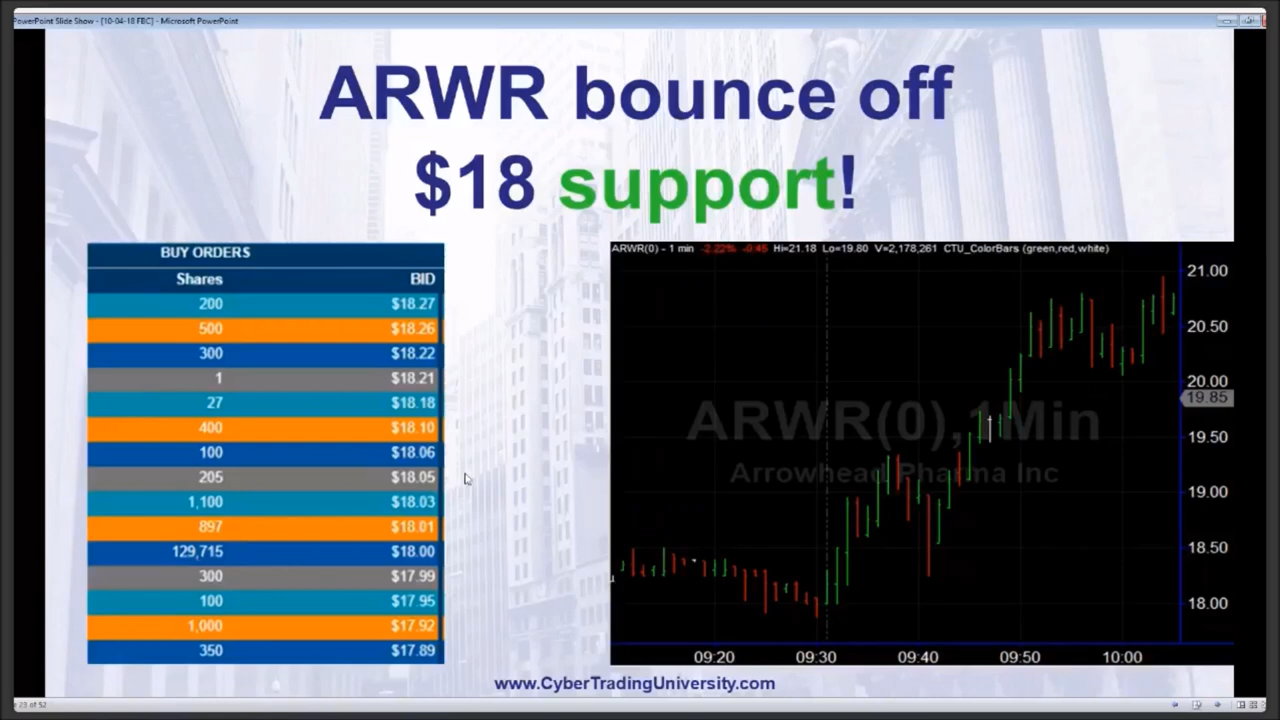 PowerPoint Slide Show - [10-04-18 FBC] - Microsoft PowerPoint
ARWR bounce off
$18 support!
BUY ORDERS
Shares BID
200 $18.27
500 $18.26
300 $18.22
1 $18.21
27 $18.18
400 $18.10
100 $18.06
205 $18.05
1,100 $18.03
897 $18.01
129,715 $18.00
300 $17.99
100 $17.95
1,000 $17.92
350 $17.89
ARWR(0) - 1 min -2.22% -0.45 Hi=21.18 Lo=19.80 V=2,178,261 CTU_ColorBars (green,red,white)
21.00
20.50
20.00
19.85
19.50
19.00
18.50
18.00
ARWR(0),1Min
Arrowhead Pharma Inc
09:20 09:30 09:40 09:50 10:00
www.CyberTradingUniversity.com
23 of 52